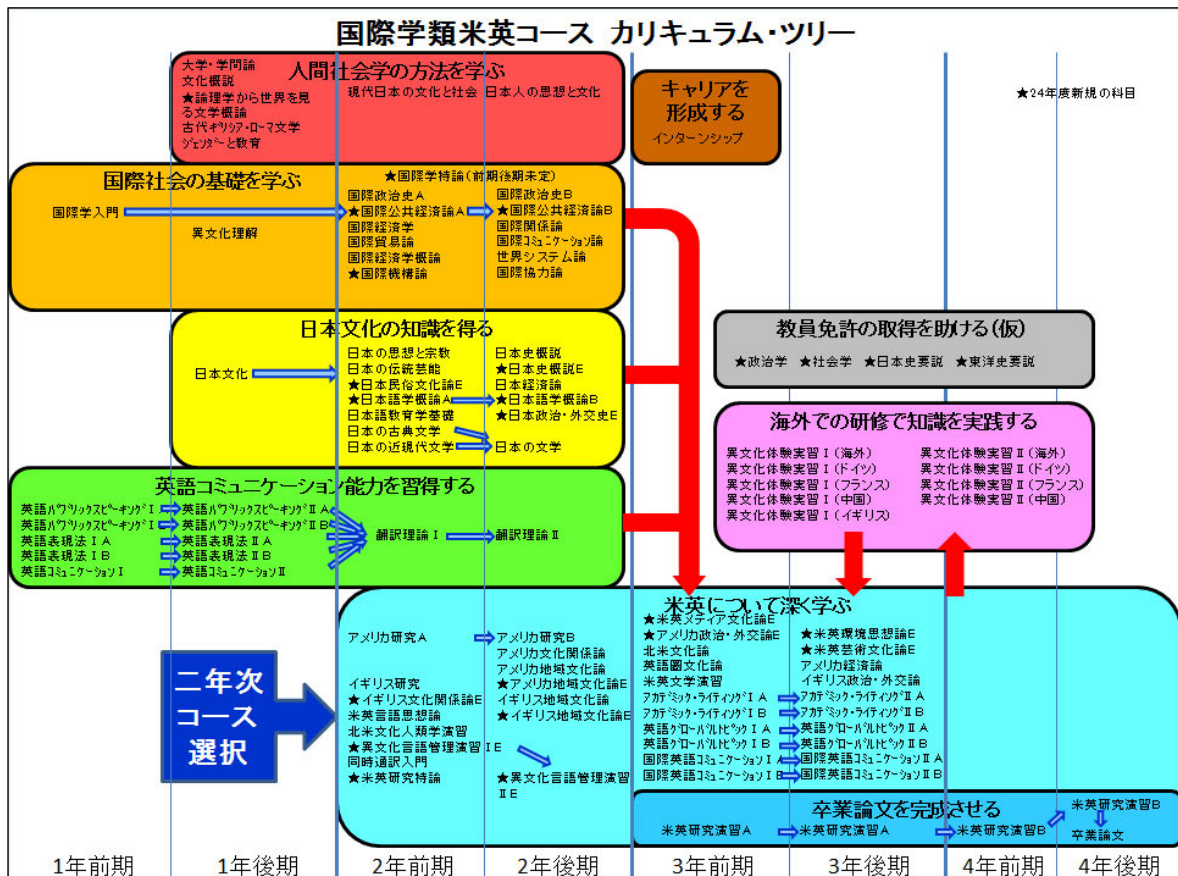 国際学類米英コース カリキュラム・ツリー
人間社会学の方法を学ぶ
大学・学問論
文化概説
★論理学から世界を見
る文学概論
古代ギリシア・ローマ文学
ジェンダーと教育
現代日本の文化と社会
日本人の思想と文化
キャリアを
形成する
インターンシップ
★24年度新規の科目
国際社会の基礎を学ぶ
★国際学特論(前期後期未定)
国際学入門
異文化理解
国際政治史A
★国際公共経済論A
国際経済学
国際貿易論
国際経済学概論
★国際機構論
国際政治史B
★国際公共経済論B
国際関係論
国際コミュニケーション論
世界システム論
国際協力論
日本文化の知識を得る
日本文化
日本の思想と宗教
日本の伝統芸能
★日本民俗文化論E
★日本語学概論A
日本語教育学基礎
日本の古典文学
日本の近現代文学
日本史概説
★日本史概説E
日本経済論
★日本語学概論B
★日本政治・外交史E
日本の文学
教員免許の取得を助ける(仮)
★政治学 ★社会学 ★日本史要説 ★東洋史要説
海外での研修で知識を実践する
異文化体験実習Ⅰ(海外)
異文化体験実習Ⅰ(ドイツ)
異文化体験実習Ⅰ(フランス)
異文化体験実習Ⅰ(中国)
異文化体験実習Ⅰ(イギリス)
異文化体験実習Ⅱ(海外)
異文化体験実習Ⅱ(ドイツ)
異文化体験実習Ⅱ(フランス)
異文化体験実習Ⅱ(中国)
英語コミュニケーション能力を習得する
英語パブリックスピーキングⅠA
英語パブリックスピーキングⅠB
英語表現法ⅠA
英語表現法ⅠB
英語コミュニケーションⅠ
英語パブリックスピーキングⅡA
英語パブリックスピーキングⅡB
英語表現法ⅡA
英語表現法ⅡB
英語コミュニケーションⅡ
翻訳理論Ⅰ
翻訳理論Ⅱ
二年次
コース
選択
米英について深く学ぶ
アメリカ研究A
イギリス研究
★イギリス文化関係論E
米英言語思想論
北米文化人類学演習
★異文化言語管理演習ⅠE
同時通訳入門
★米英研究特論
アメリカ研究B
アメリカ文化関係論
アメリカ地域文化論
★アメリカ地域文化論E
イギリス地域文化論
★イギリス地域文化論E
★異文化言語管理演習
ⅡE
★米英メディア文化論E
★アメリカ政治・外交論E
北米文化論
英語圏文化論
米英文学演習
アカデミック・ライティングⅠA
アカデミック・ライティングⅠB
英語グローバルトピックⅠA
英語グローバルトピックⅠB
国際英語コミュニケーションⅠA
国際英語コミュニケーションⅠB
★米英環境思想論E
★米英芸術文化論E
アメリカ経済論
イギリス政治・外交論
アカデミック・ライティングⅡA
アカデミック・ライティングⅡB
英語グローバルトピックⅡA
英語グローバルトピックⅡB
国際英語コミュニケーションⅡA
国際英語コミュニケーションⅡB
卒業論文を完成させる
米英研究演習A
米英研究演習A
米英研究演習B
米英研究演習B
卒業論文
1年前期
1年後期
2年前期
2年後期
3年前期
3年後期
4年前期
4年後期